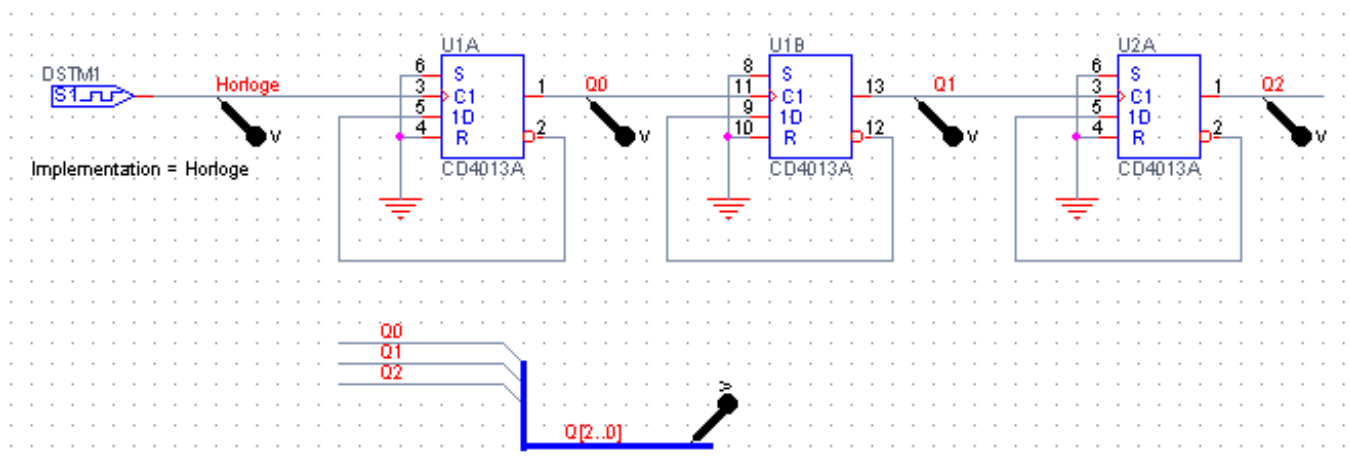 U1A U1B U2A
DSTM1
S1
Horloge
6 S
3 C1
5 1D
4 R
1
2
Q0
CD4013A
8 S
11 C1
9 1D
10 R
13
12
Q1
CD4013A
6 S
3 C1
5 1D
4 R
1
2
Q2
CD4013A
V
V
V
V
Implementation = Horloge
Q0
Q1
Q2
V
Q[2..0]